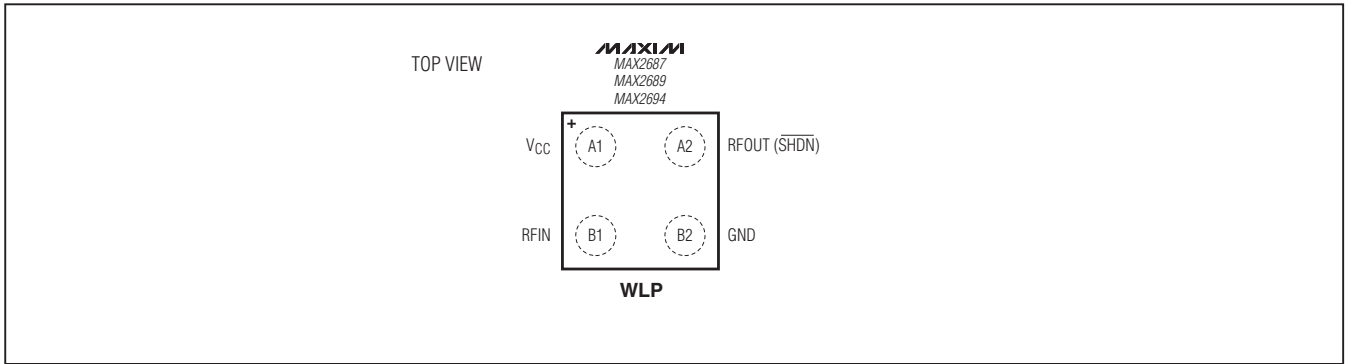 MAXIM
TOP VIEW
MAX2687
MAX2689
MAX2694
+
VCC A1 A2 RFOUT (SHDN)
RFIN B1 B2 GND
WLP